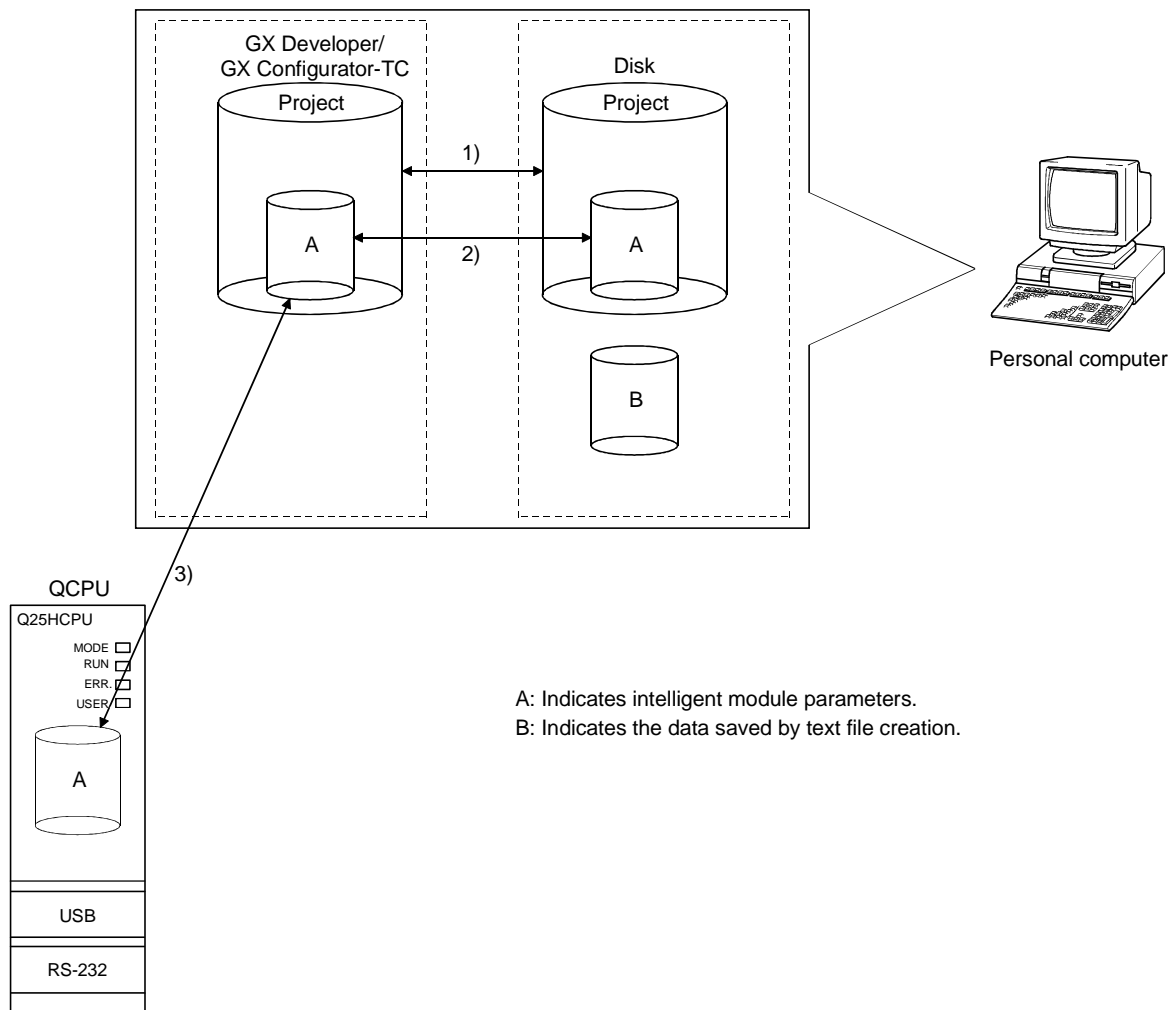 GX Developer/
GX Configurator-TC
Project
Disk
Project
1)
A
2)
A
B
Personal computer
3)
QCPU
Q25HCPU
MODE
RUN
ERR.
USER
A
USB
RS-232
A: Indicates intelligent module parameters.
B: Indicates the data saved by text file creation.